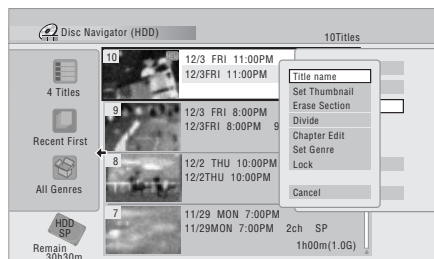 Disc Navigator (HDD)
10Titles
4 Titles
Recent First
All Genres
HDD
SP
Remain
30h30m
10
12/3 FRI 11:00PM
12/3FRI 11:00PM
9
12/3 FRI 8:00PM
12/3FRI 8:00PM 9
8
12/2 THU 10:00PM
12/2THU 10:00PM
7
11/29 MON 7:00PM
11/29MON 7:00PM 2ch SP
1h00m(1.0G)
Title name
Set Thumbnail
Erase Section
Divide
Chapter Edit
Set Genre
Lock
Cancel